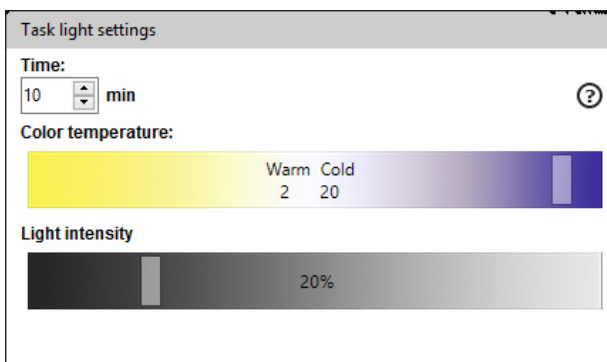 Task light settings
Time:
10 min
?
Color temperature:
Warm Cold
2 20
Light intensity
20%